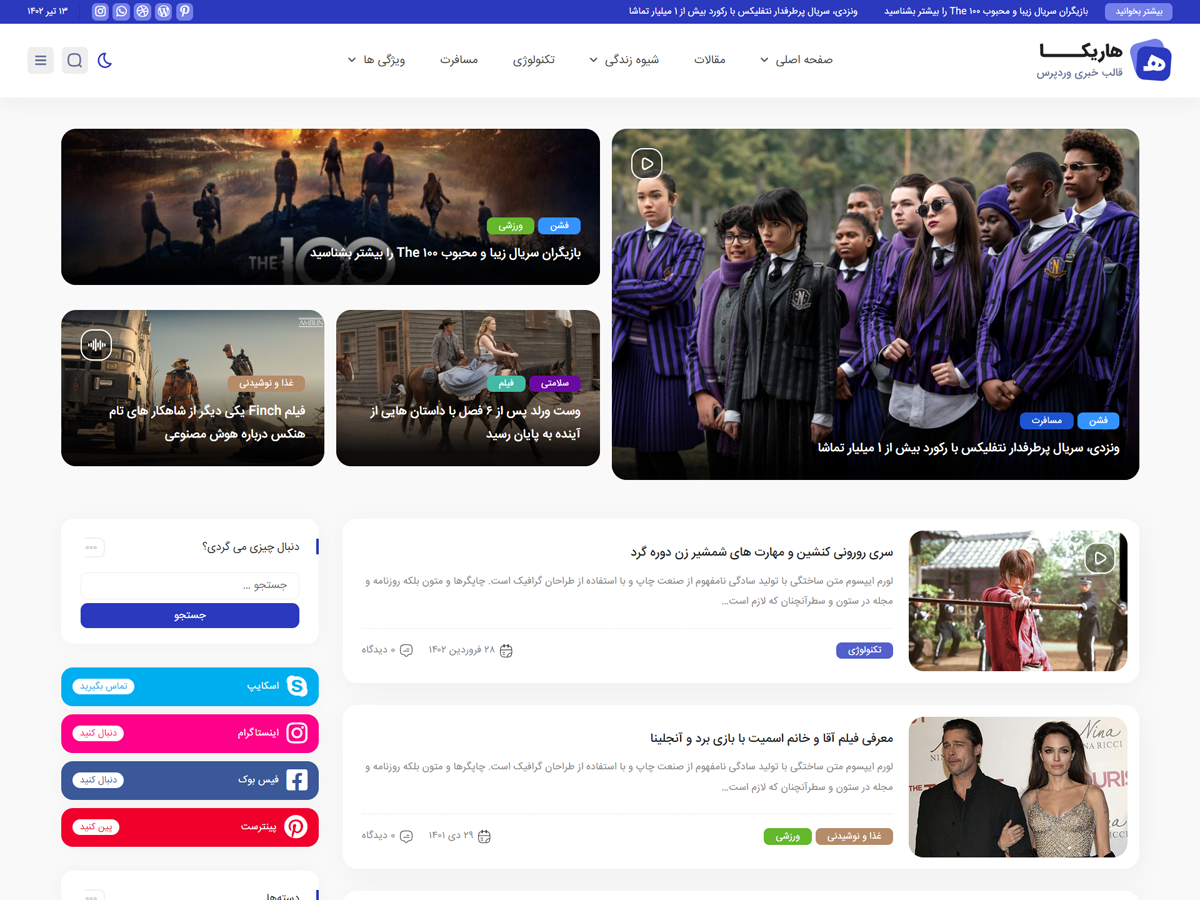 بیشتر بخوانید
بازیگران سریال زیبا و محبوب The ۱۰۰ را بیشتر بشناسید
ونزدی، سریال پرطرفدار نتفلیکس با رکورد بیش از ۱ میلیار تماشا
۱۳ تیر ۱۴۰۲
هاریکا
قالب خبری وردپرس
صفحه اصلی
مقالات
شیوه زندگی
تکنولوژی
مسافرت
ویژگی ها
فشن
مسافرت
ونزدی، سریال پرطرفدار نتفلیکس با رکورد بیش از ۱ میلیار تماشا
THE 100
فشن
ورزشی
بازیگران سریال زیبا و محبوب The ۱۰۰ را بیشتر بشناسید
سلامتی
فیلم
وست ورلد پس از ۶ فصل با داستان هایی از
آینده به پایان رسید
AMBLIN
غذا و نوشیدنی
فیلم Finch یکی دیگر از شاهکار های تام
هنکس درباره هوش مصنوعی
سری رورونی کنشین و مهارت های شمشیر زن دوره گرد
لورم ایپسوم متن ساختگی با تولید سادگی نامفهوم از صنعت چاپ و با استفاده از طراحان گرافیک است. چاپگرها و متون بلکه روزنامه و
مجله در ستون و سطرآنچنان که لازم است...
تکنولوژی
۲۸ فروردین ۱۴۰۲
۰ دیدگاه
Nina
NINA RICCI
معرفی فیلم آقا و خانم اسمیت با بازی برد و آنجلینا
لورم ایپسوم متن ساختگی با تولید سادگی نامفهوم از صنعت چاپ و با استفاده از طراحان گرافیک است. چاپگرها و متون بلکه روزنامه و
مجله در ستون و سطرآنچنان که لازم است...
غذا و نوشیدنی
ورزشی
۲۹ دی ۱۴۰۱
۰ دیدگاه
دنبال چیزی می گردی؟
جستجو ...
جستجو
اسکایپ
تماس بگیرید
اینستاگرام
دنبال کنید
فیس بوک
دنبال کنید
پینترست
پین کنید
دسته‌ها